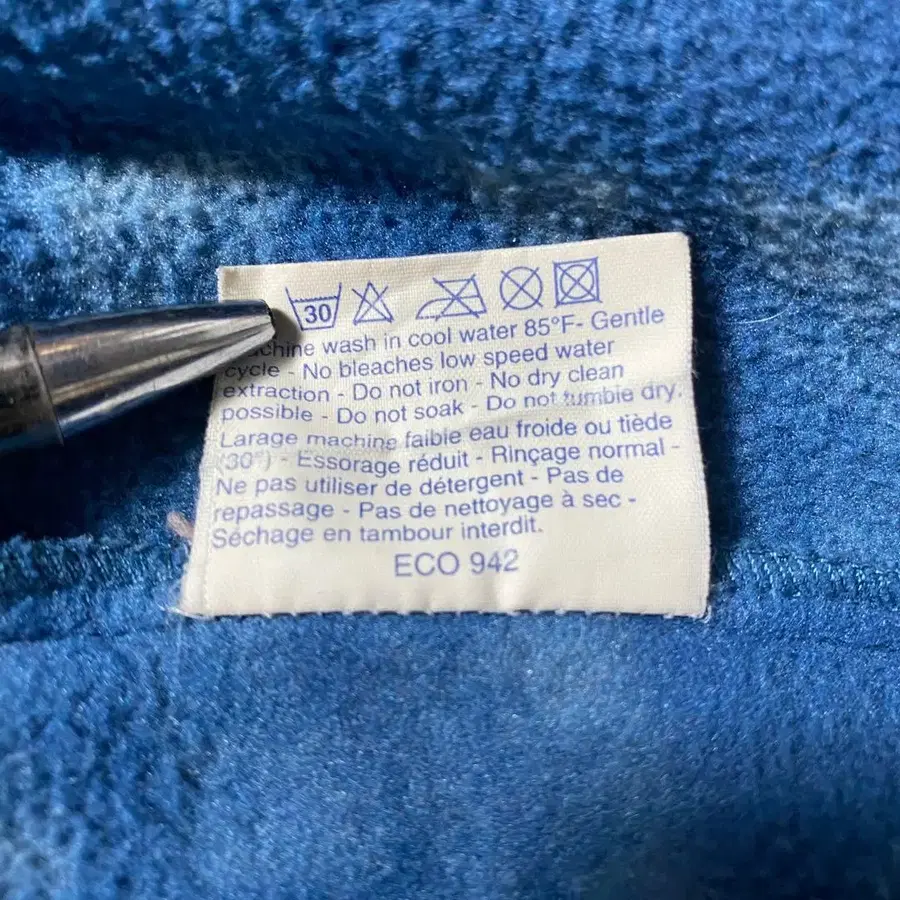 30
chine wash in cool water 85°F- Gentle
cycle - No bleaches low speed water
extraction - Do not iron - No dry clean
possible - Do not soak - Do not tumble dry.
Larage machine faible eau froide ou tiède
(30°) - Essorage réduit - Rinçage normal -
Ne pas utiliser de détergent - Pas de
repassage - Pas de nettoyage à sec -
Séchage en tambour interdit.
ECO 942